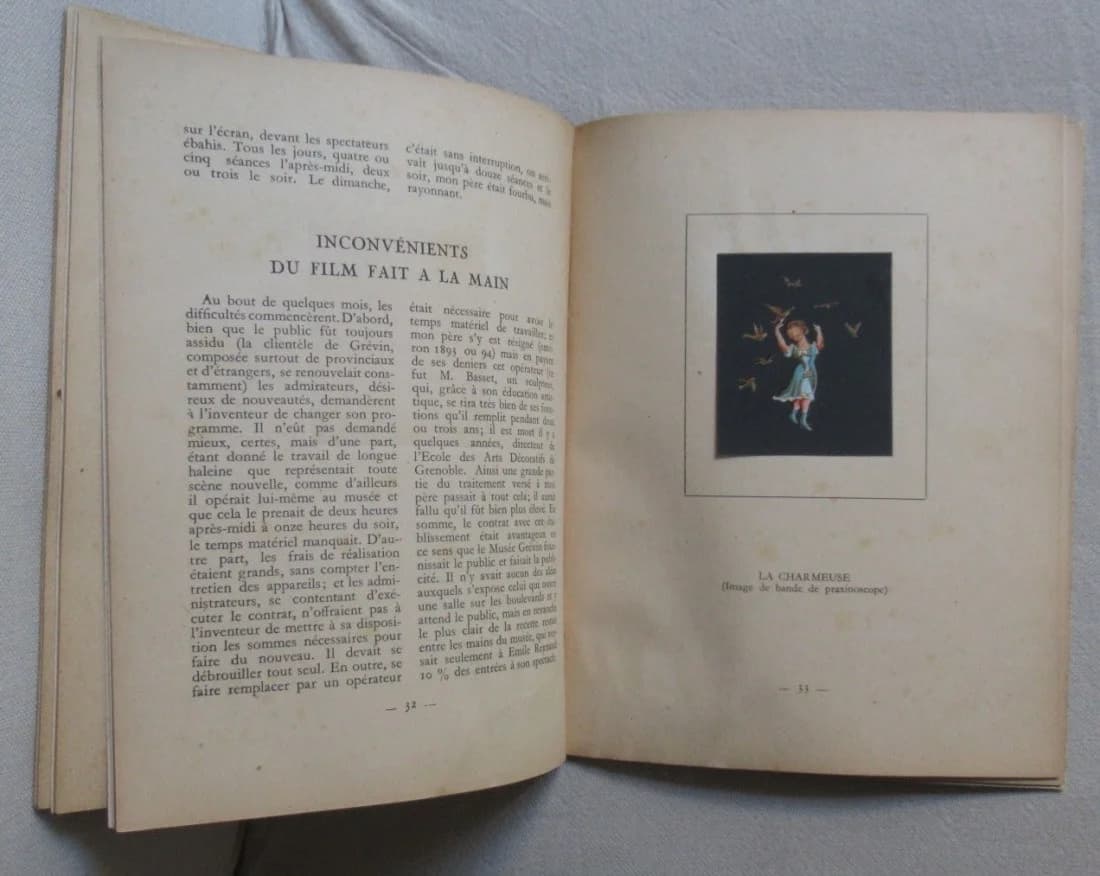 sur l'écran, devant les spectateurs
ébahis. Tous les jours, quatre ou
cinq séances l'après-midi, deux
ou trois le soir. Le dimanche,
c'était sans interruption, on arri-
vait jusqu'à douze séances et le
soir, mon père était fourbu, mais
rayonnant.
INCONVÉNIENTS
DU FILM FAIT A LA MAIN
Au bout de quelques mois, les
difficultés commencèrent. D'abord,
bien que le public fût toujours
assidu (la clientèle de Grévin,
composée surtout de provinciaux
et d'étrangers, se renouvelait cons-
tamment) les admirateurs, dési-
reux de nouveautés, demandèrent
à l'inventeur de changer son pro-
gramme. Il n'eût pas demandé
mieux, certes, mais d'une part,
étant donné le travail de longue
haleine que représentait toute
scène nouvelle, comme d'ailleurs
il opérait lui-même au musée et
que cela le prenait de deux heures
après-midi à onze heures du soir,
le temps matériel manquait. D'au-
tre part, les frais de réalisation
étaient grands, sans compter l'en-
tretien des appareils; et les admi-
nistrateurs, se contentant d'exé-
cuter le contrat, n'offraient pas à
l'inventeur de mettre à sa disposi-
tion les sommes nécessaires pour
faire du nouveau. Il devait se
débrouiller tout seul. En outre, se
faire remplacer par un opérateur
était nécessaire pour avoir le
temps matériel de travailler; et
mon père s'y est résigné (envi-
ron 1893 ou 94) mais en payant
de ses deniers cet opérateur (ce
fut M. Basset, un sculpteur,
qui, grâce à son éducation artis-
tique, se tira très bien de ses fonc-
tions qu'il remplit pendant deux
ou trois ans; il est mort il y a
quelques années, directeur de
l'Ecole des Arts Décoratifs de
Grenoble. Ainsi une grande par-
tie du traitement versé à mon
père passait à tout cela; il aurait
fallu qu'il fût bien plus élevé. En
somme, le contrat avec cet éta-
blissement était avantageux en
ce sens que le Musée Grévin four-
nissait le public et faisait la publi-
cité. Il n'y avait aucun des aléas
auxquels s'expose celui qui ouvre
une salle sur les boulevards et y
attend le public, mais en revanche
le plus clair de la recette restait
entre les mains du musée, qui ver-
sait seulement à Emile Reynaud
10 % des entrées à son spectacle.
— 32 —
LA CHARMEUSE
(Image de bande de praxinoscope)
— 33 —